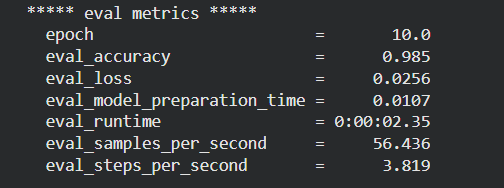 ***** eval metrics *****
epoch = 10.0
eval_accuracy = 0.985
eval_loss = 0.0256
eval_model_preparation_time = 0.0107
eval_runtime = 0:00:02.35
eval_samples_per_second = 56.436
eval_steps_per_second = 3.819